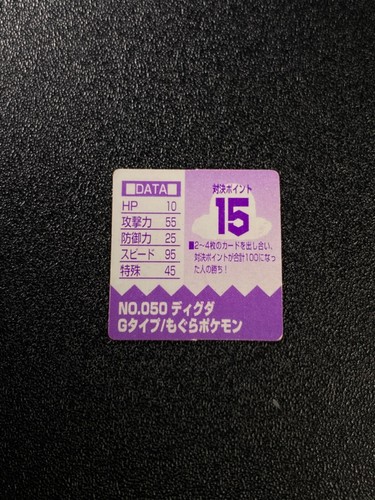 ■DATA■
HP 10
攻撃力 55
防御力 25
スピード 95
特殊 45
対決ポイント
15
■2〜4枚のカードを出し合い、
対決ポイントが合計100になっ
た人の勝ち!
NO.050 ディグダ
Gタイプ/もぐらポケモン